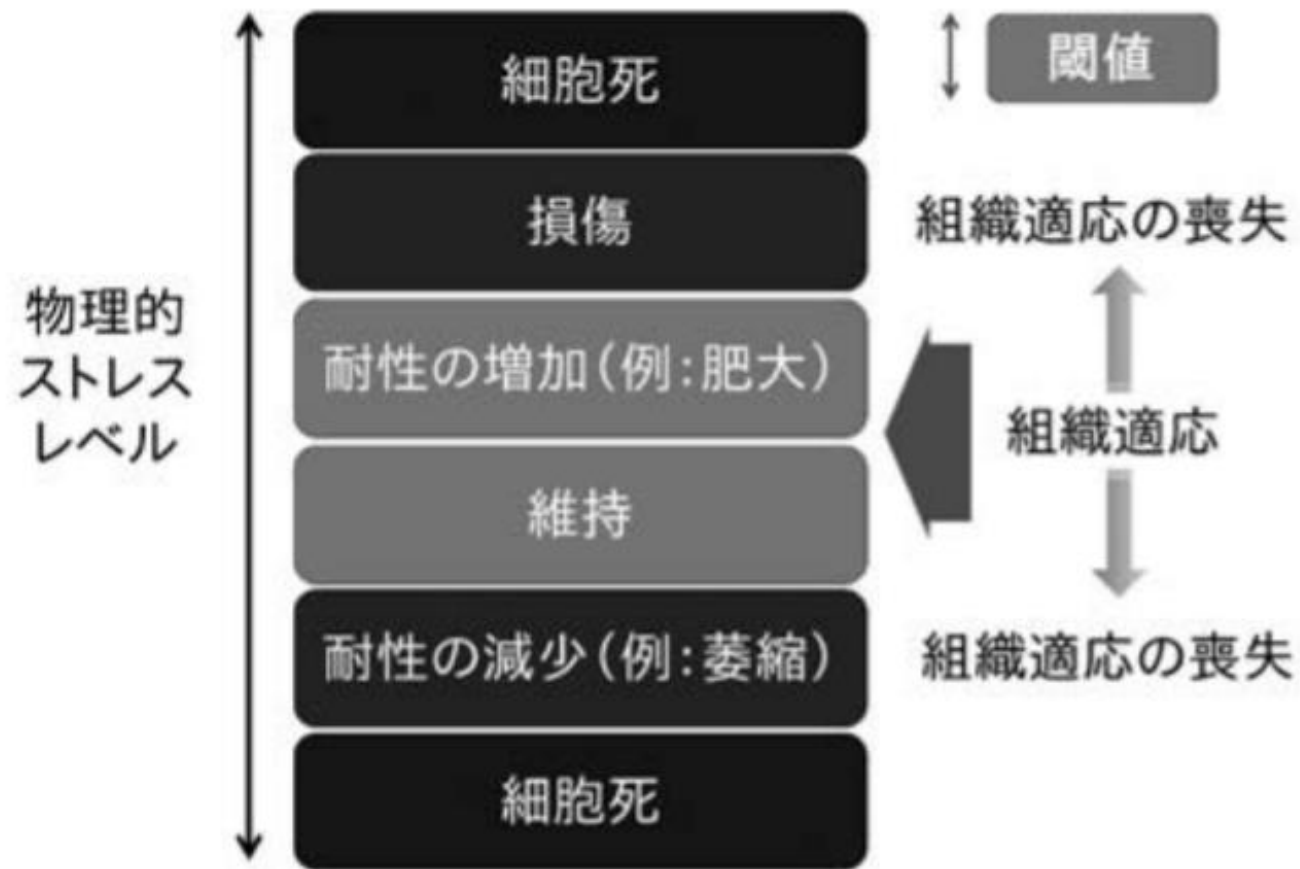 細胞死
閾値
損傷
組織適応の喪失
物理的
ストレス
レベル
耐性の増加(例:肥大)
組織適応
維持
耐性の減少(例:萎縮)
組織適応の喪失
細胞死